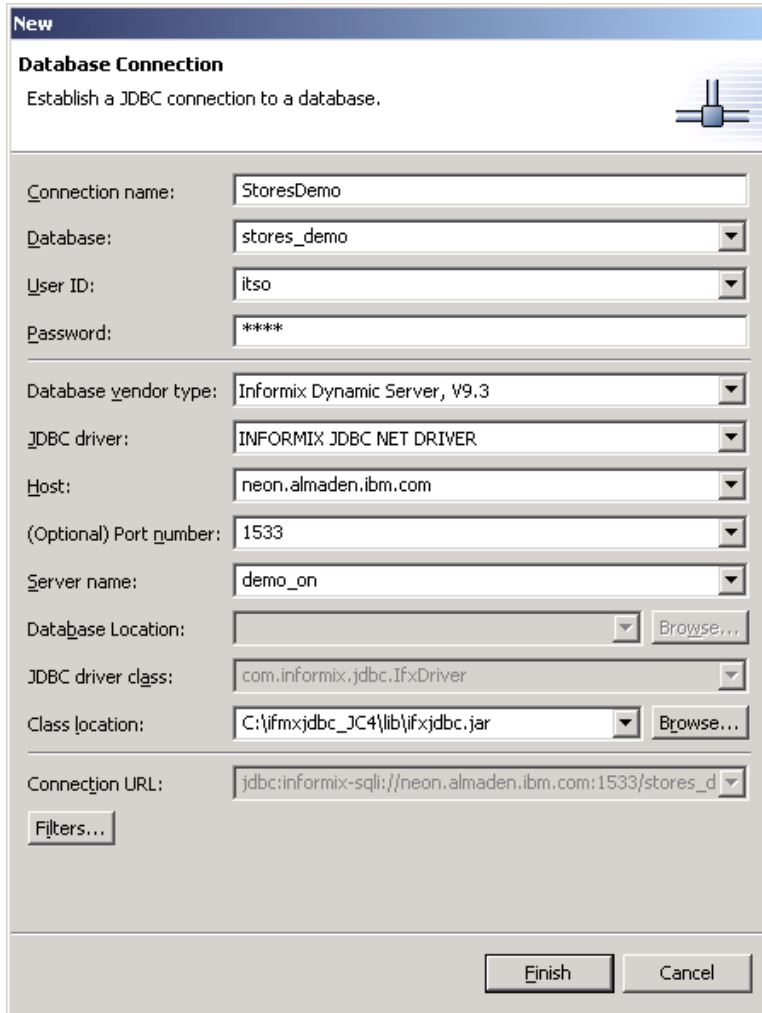 New
Database Connection
Establish a JDBC connection to a database.
Connection name: StoresDemo
Database: stores_demo
User ID: itso
Password: ****
Database vendor type: Informix Dynamic Server, V9.3
JDBC driver: INFORMIX JDBC NET DRIVER
Host: neon.almaden.ibm.com
(Optional) Port number: 1533
Server name: demo_on
Database Location: Browse...
JDBC driver class: com.informix.jdbc.IfxDriver
Class location: C:\ifmxjdbc_JC4\lib\ifxjdbc.jar Browse...
Connection URL: jdbc:informix-sqli://neon.almaden.ibm.com:1533/stores_d
Filters...
Finish Cancel